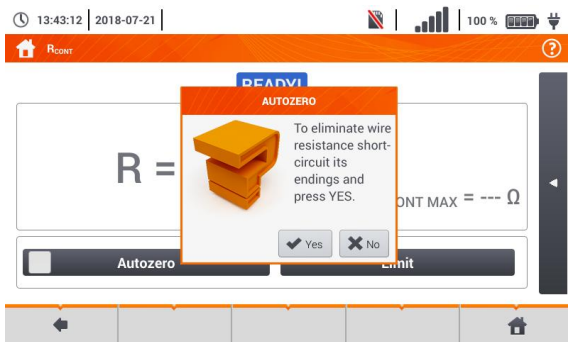 13:43:12 2018-07-21 100 %
RCONT ?
READY!
AUTOZERO
To eliminate wire
resistance short-
circuit its
endings and
press YES.
R =
ONT MAX = --- Ω
Yes No
Autozero Limit